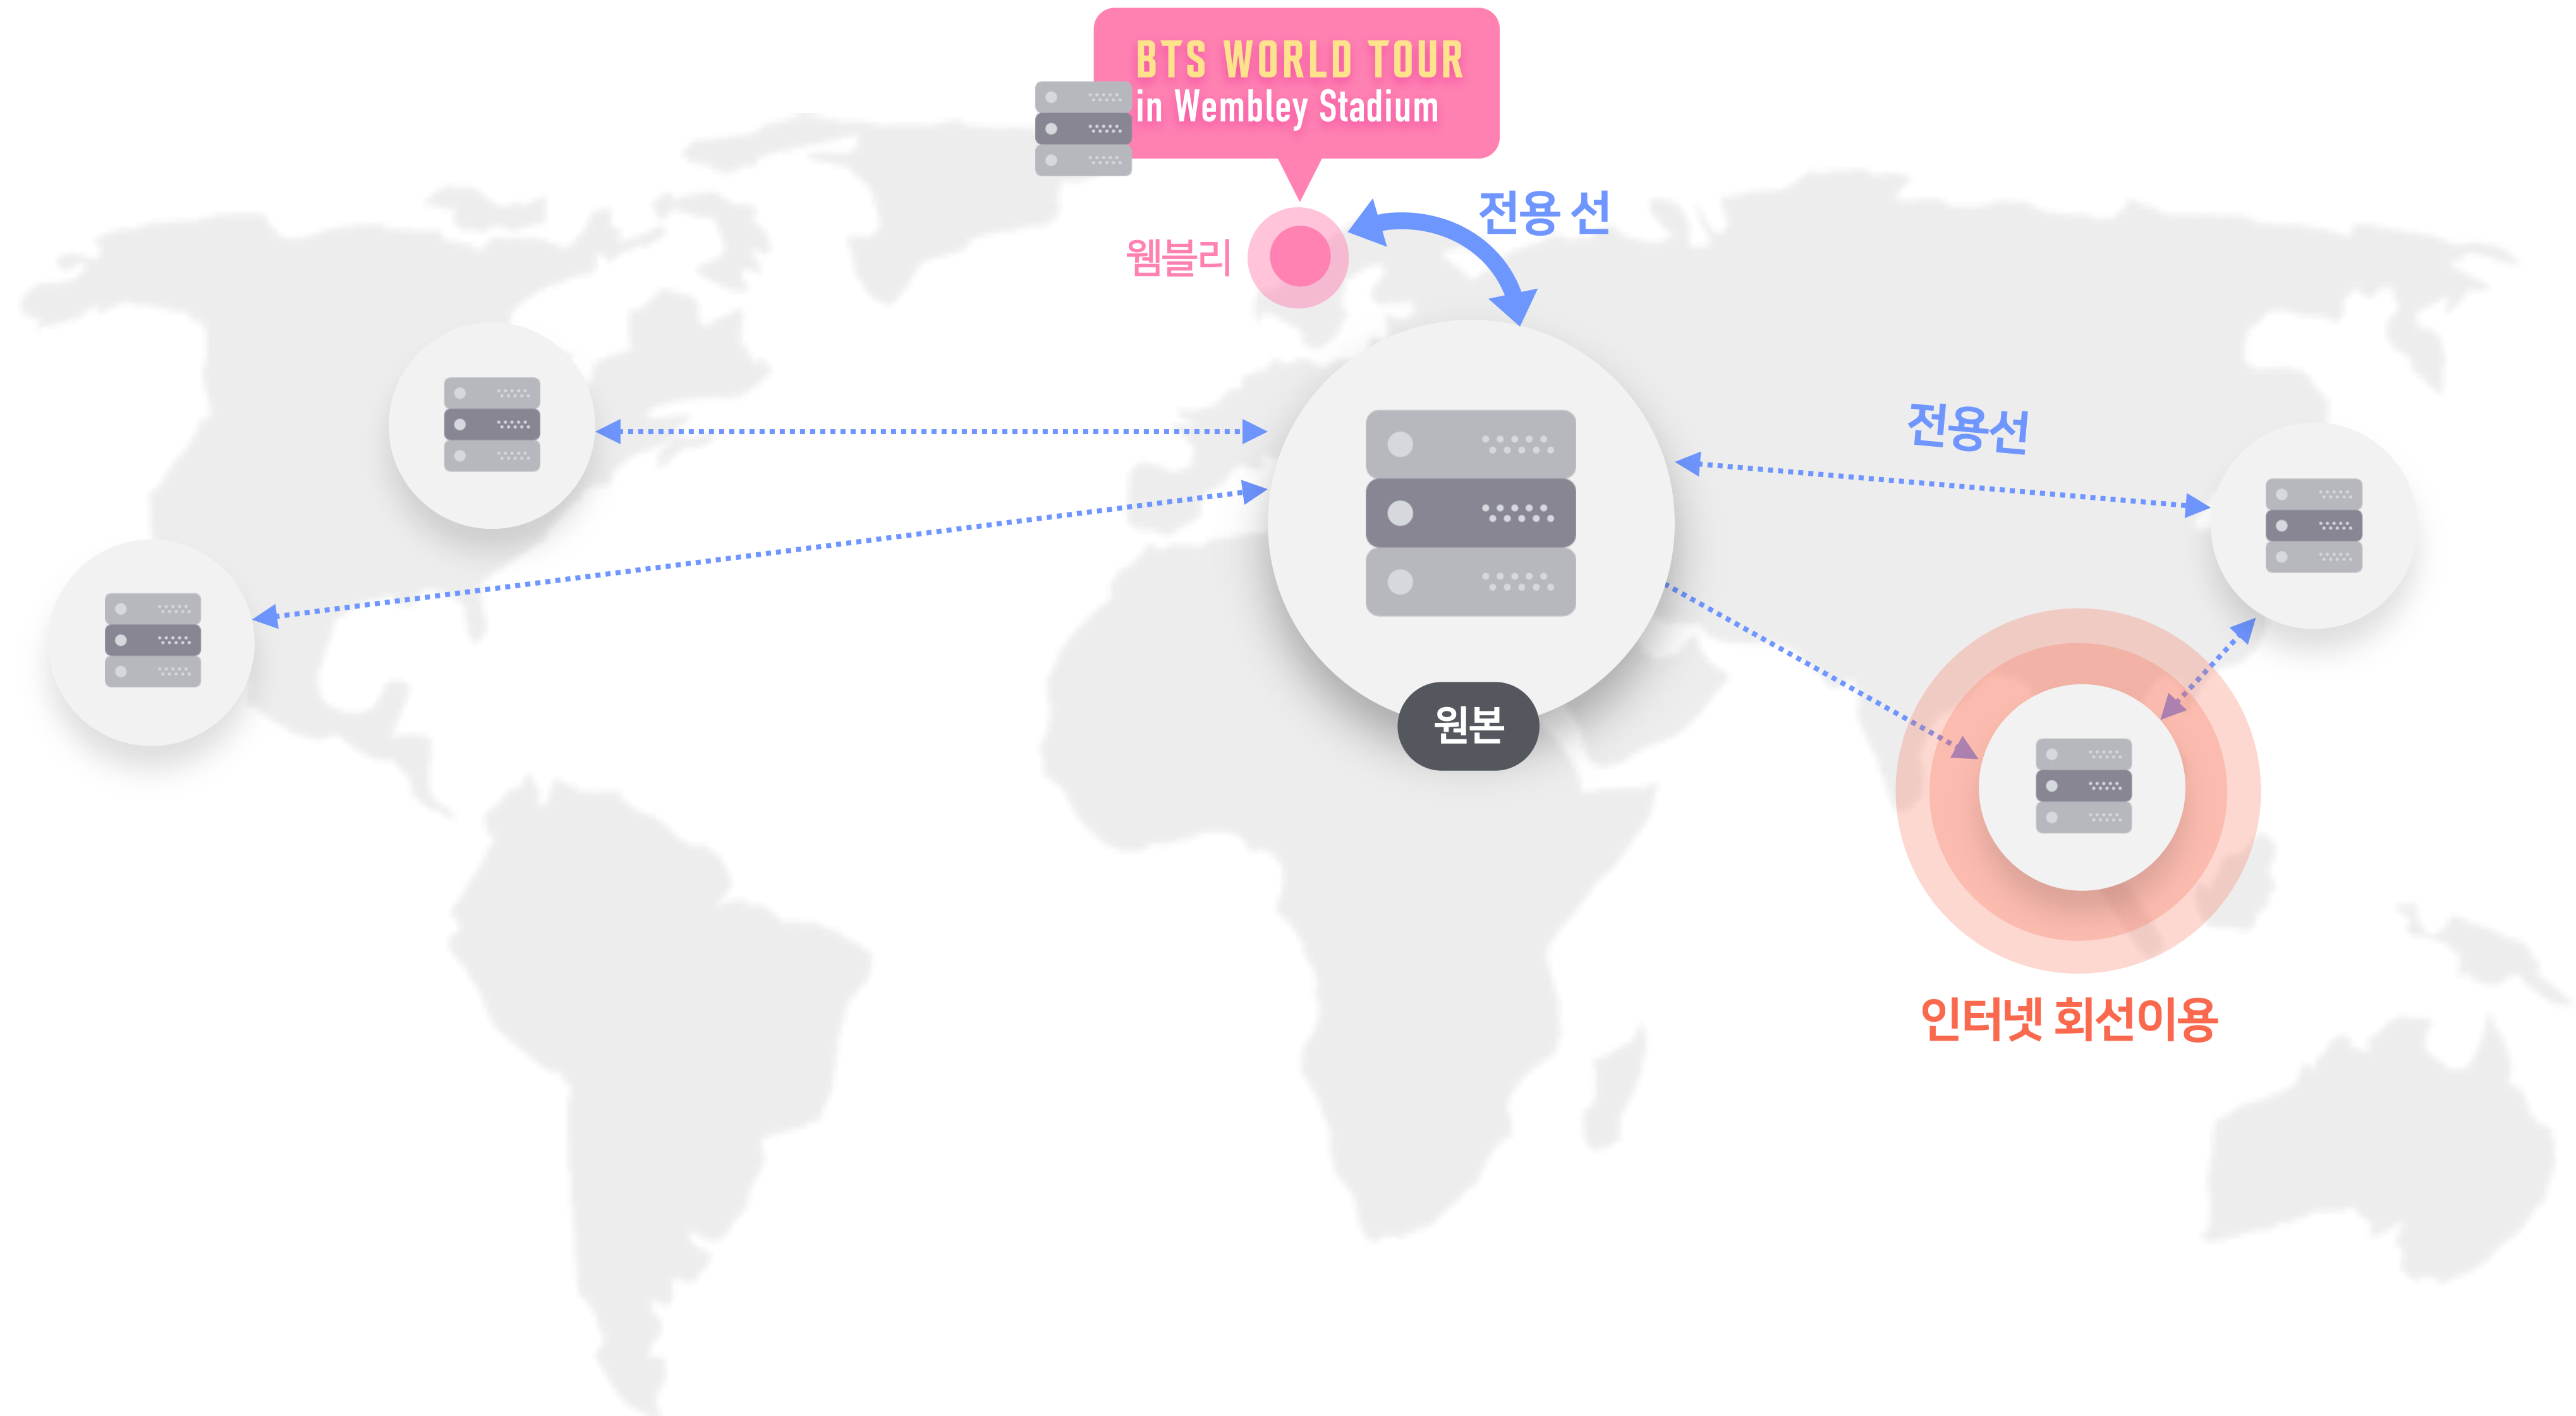 BTS WORLD TOUR
in Wembley Stadium
전용 선
웸블리
전용선
원본
인터넷 회선이용